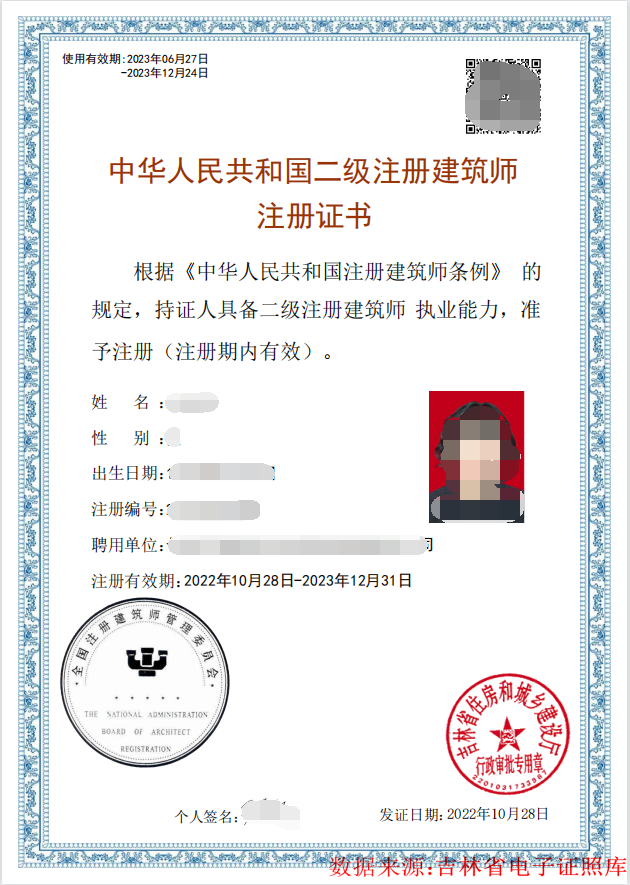 使用有效期:2023年06月27日
-2023年12月24日
中华人民共和国二级注册建筑师
注册证书
根据《中华人民共和国注册建筑师条例》 的
规定，持证人具备二级注册建筑师 执业能力，准
予注册（注册期内有效）。
姓 名 :
性 别 :
出生日期:
注册编号:
聘用单位:
注册有效期:2022年10月28日-2023年12月31日
全国注册建筑师管理委员会
THE NATIONAL ADMINISTRATION
BOARD OF ARCHITECT
REGISTRATION
吉林省住房和城乡建设厅
行政审批专用章
2201031733587
个人签名:
发证日期:2022年10月28日
数据来源:吉林省电子证照库